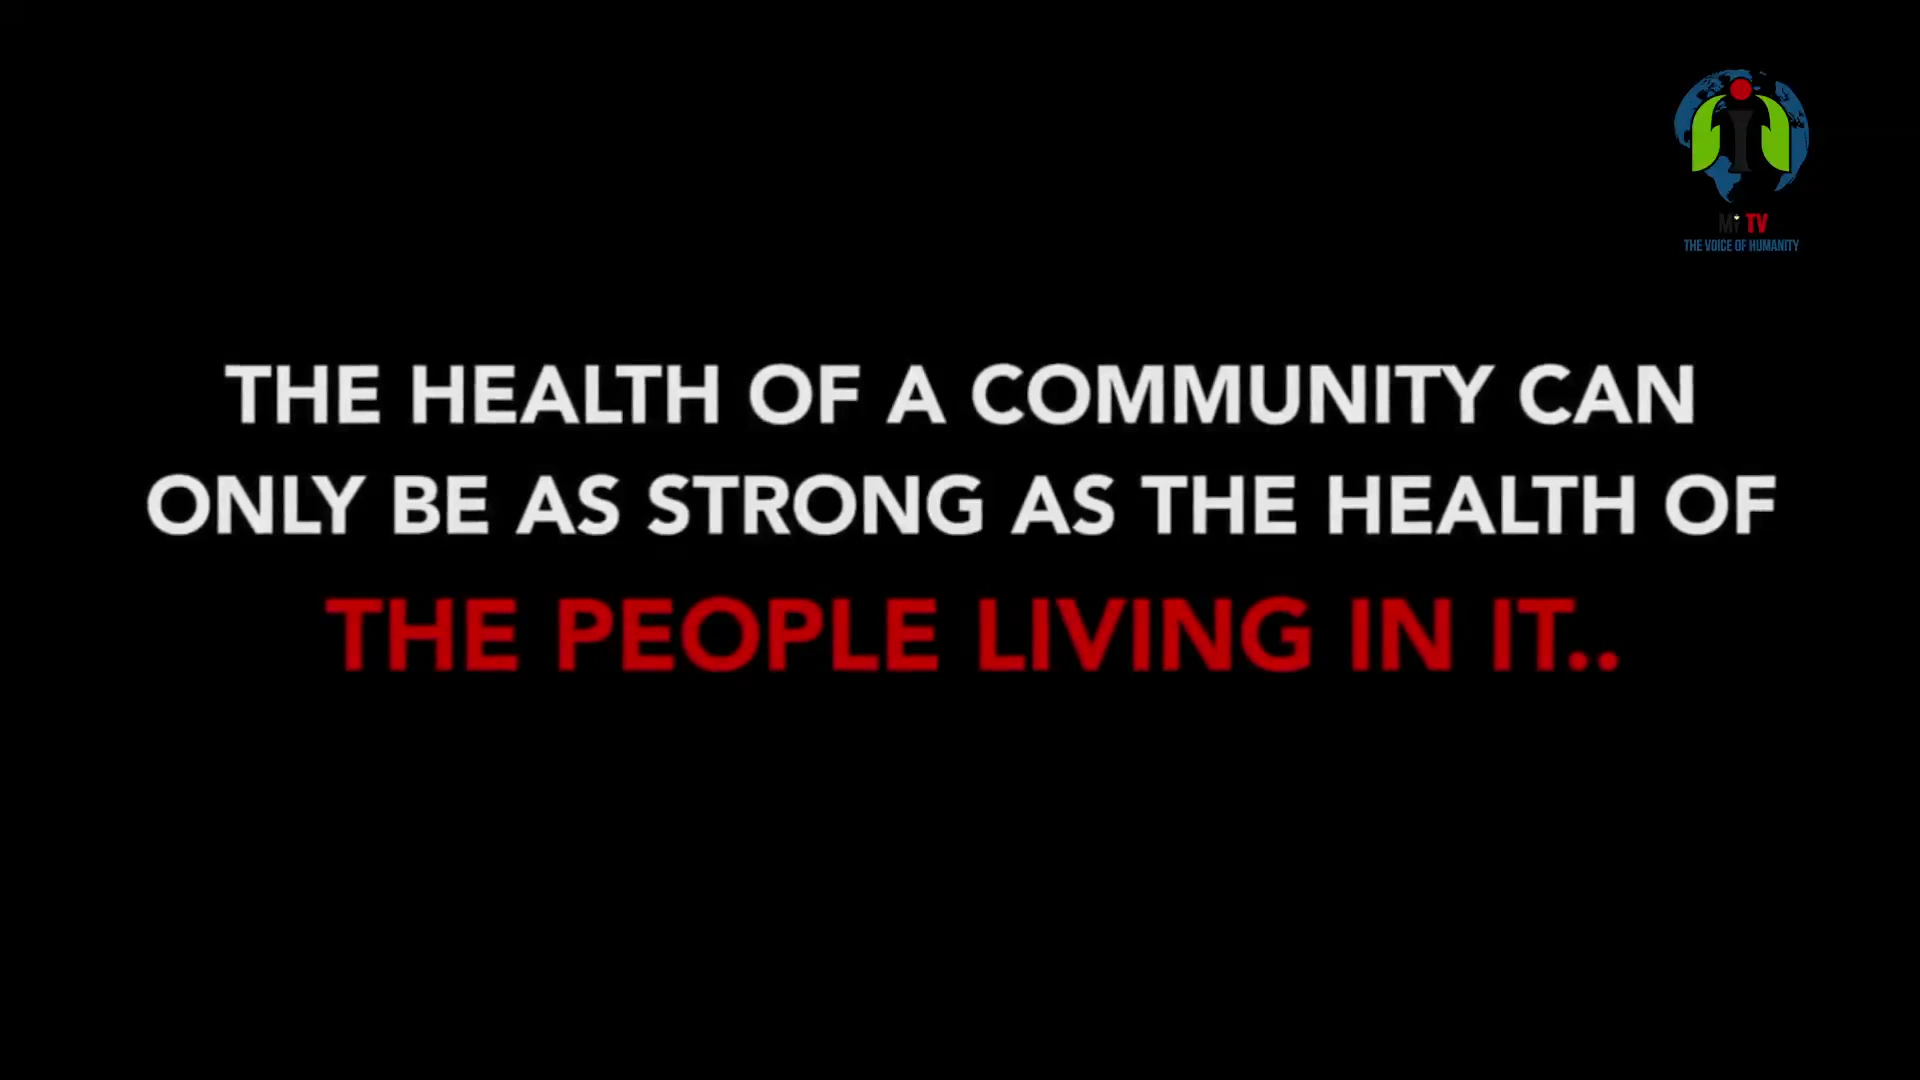 MY TV
THE VOICE OF HUMANITY
THE HEALTH OF A COMMUNITY CAN
ONLY BE AS STRONG AS THE HEALTH OF
THE PEOPLE LIVING IN IT..